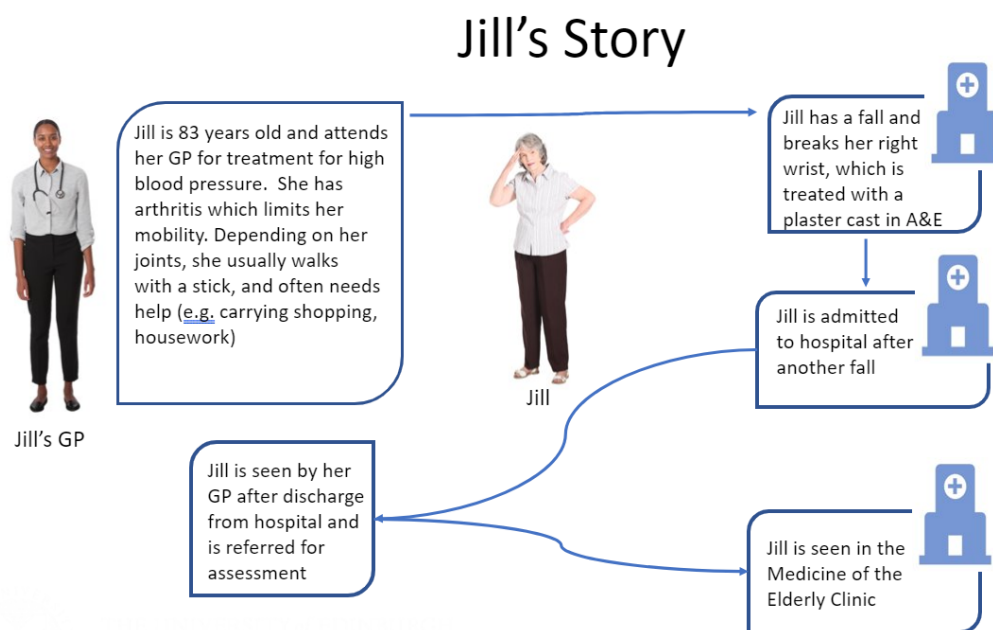 Jill's Story
Jill is 83 years old and attends
her GP for treatment for high
blood pressure.  She has
arthritis which limits her
mobility. Depending on her
joints, she usually walks
with a stick, and often needs
help (e.g. carrying shopping,
housework)
Jill has a fall and
breaks her right
wrist, which is
treated with a
plaster cast in A&E
Jill is admitted
to hospital after
another fall
Jill
Jill's GP
Jill is seen by her
GP after discharge
from hospital and
is referred for
assessment
Jill is seen in the
Medicine of the
Elderly Clinic